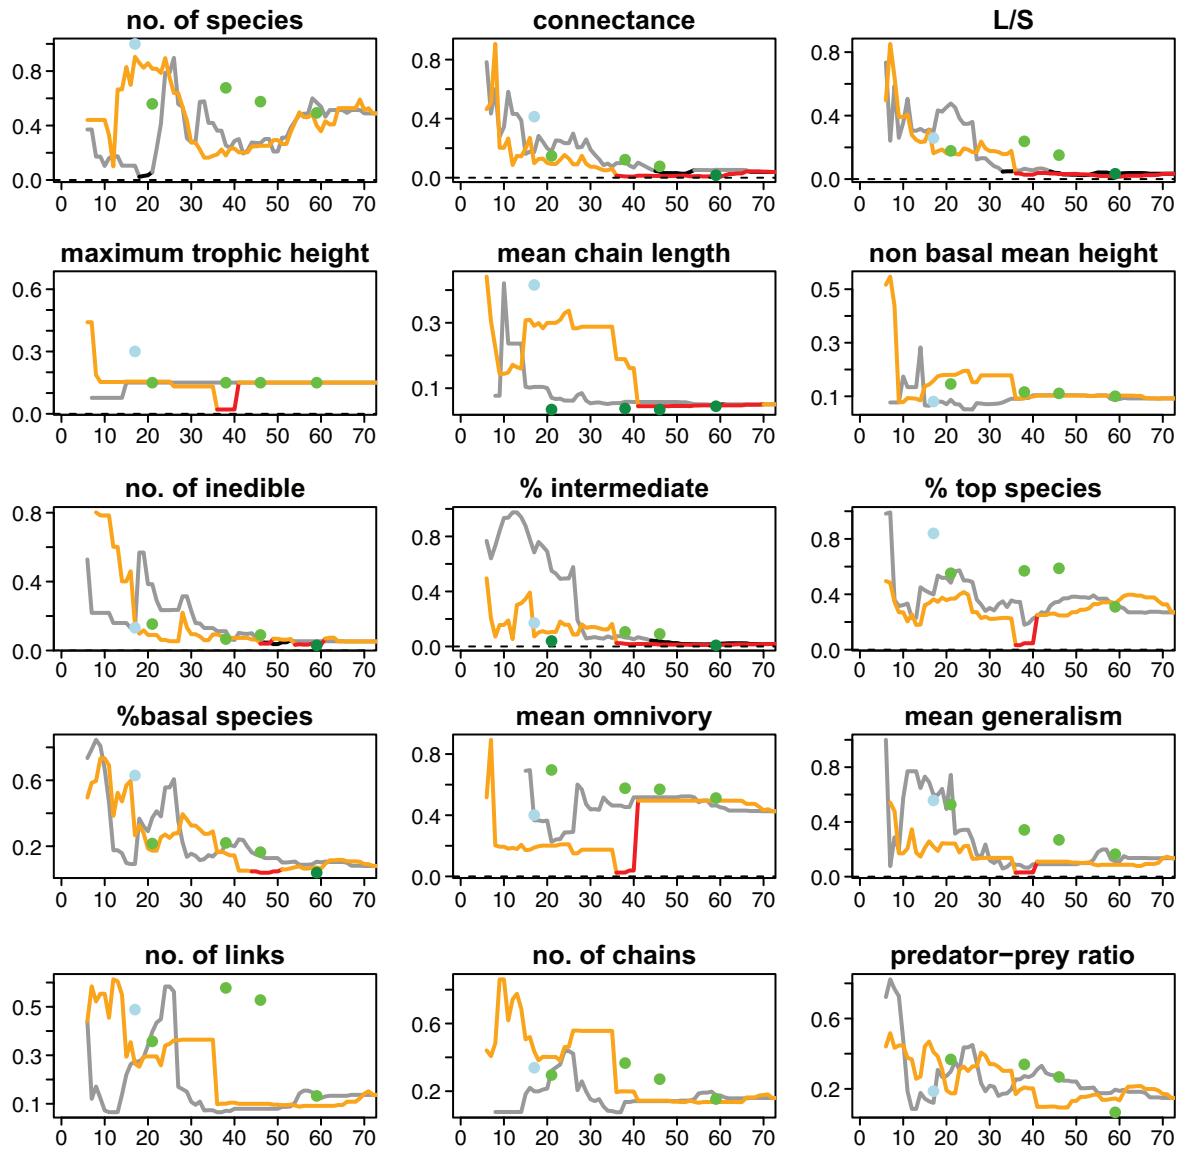 no. of species connectance L/S
0.8 0.8 0.8
0.4 0.4 0.4
0.0 0.0 0.0
0 10 20 30 40 50 60 70 0 10 20 30 40 50 60 70 0 10 20 30 40 50 60 70
maximum trophic height mean chain length non basal mean height
0.6 0.3 0.5
0.3 0.1 0.3
0.0 0.1
0 10 20 30 40 50 60 70 0 10 20 30 40 50 60 70 0 10 20 30 40 50 60 70
no. of inedible % intermediate % top species
0.8 0.8 0.8
0.4 0.4 0.4
0.0 0.0 0.0
0 10 20 30 40 50 60 70 0 10 20 30 40 50 60 70 0 10 20 30 40 50 60 70
%basal species mean omnivory mean generalism
0.6 0.8 0.8
0.2 0.4 0.4
0.0 0.0
0 10 20 30 40 50 60 70 0 10 20 30 40 50 60 70 0 10 20 30 40 50 60 70
no. of links no. of chains predator−prey ratio
0.5 0.6 0.6
0.3 0.2 0.2
0.1
0 10 20 30 40 50 60 70 0 10 20 30 40 50 60 70 0 10 20 30 40 50 60 70